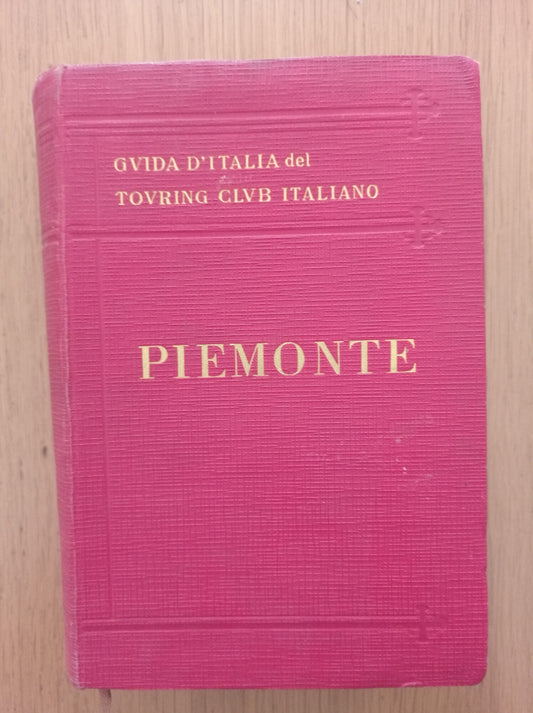 GVIDA D'ITALIA del
TOVRING CLVB ITALIANO
PIEMONTE